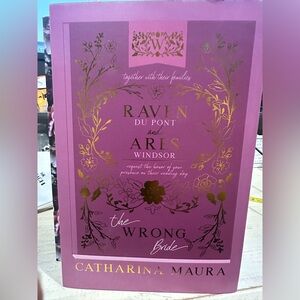 W
together with their families
RAVEN
DU PONT
and
ARES
WINDSOR
request the honor of your
presence on their wedding day
the
WRONG
Bride
CATHARINA MAURA